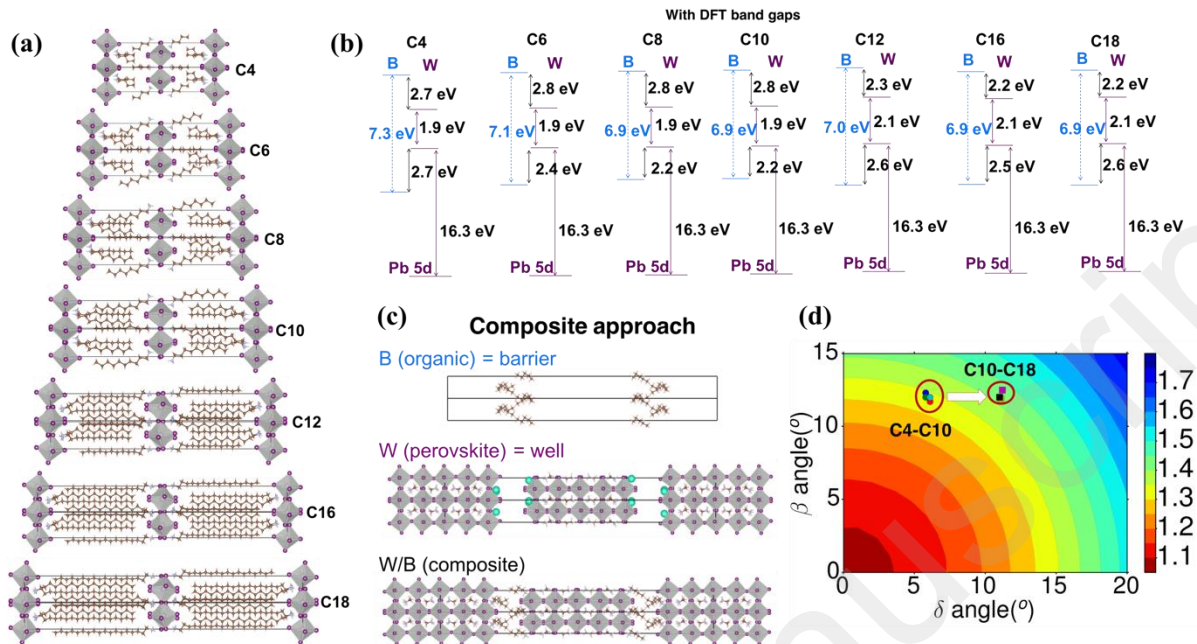 (a)
C4
C6
C8
C10
C12
C16
C18
(b)
With DFT band gaps
C4 C6 C8 C10 C12 C16 C18
B W B W B W B W B W B W B W
2.7 eV 2.8 eV 2.8 eV 2.8 eV 2.3 eV 2.2 eV 2.2 eV
7.3 eV 1.9 eV 7.1 eV 1.9 eV 6.9 eV 1.9 eV 6.9 eV 1.9 eV 7.0 eV 2.1 eV 6.9 eV 2.1 eV 6.9 eV 2.1 eV
2.7 eV 2.4 eV 2.2 eV 2.2 eV 2.6 eV 2.5 eV 2.6 eV
16.3 eV 16.3 eV 16.3 eV 16.3 eV 16.3 eV 16.3 eV 16.3 eV
Pb 5d Pb 5d Pb 5d Pb 5d Pb 5d Pb 5d Pb 5d
(c)
Composite approach
B (organic) = barrier
W (perovskite) = well
W/B (composite)
(d)
15
10
5
0
β angle(°)
C10-C18
C4-C10
0 5 10 15 20
δ angle(°)
1.7
1.6
1.5
1.4
1.3
1.2
1.1